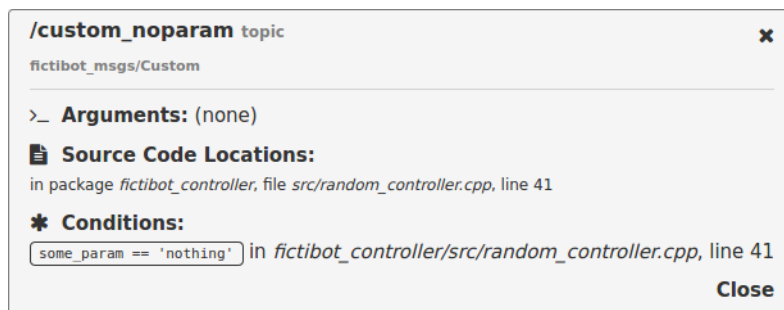 /custom_noparam topic
fictibot_msgs/Custom
Arguments: (none)
Source Code Locations:
in package fictibot_controller, file src/random_controller.cpp, line 41
Conditions:
some_param == 'nothing' in fictibot_controller/src/random_controller.cpp, line 41
Close